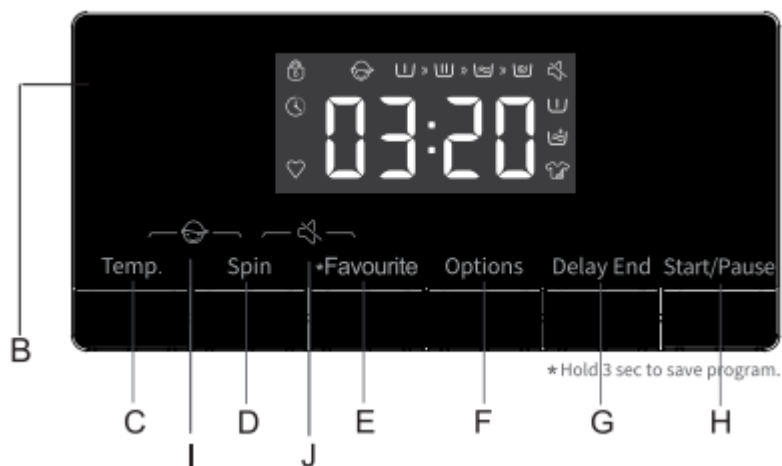 03:20
Temp. Spin *Favourite Options Delay End Start/Pause
B
*Hold 3 sec to save program.
C D E F G H
I J